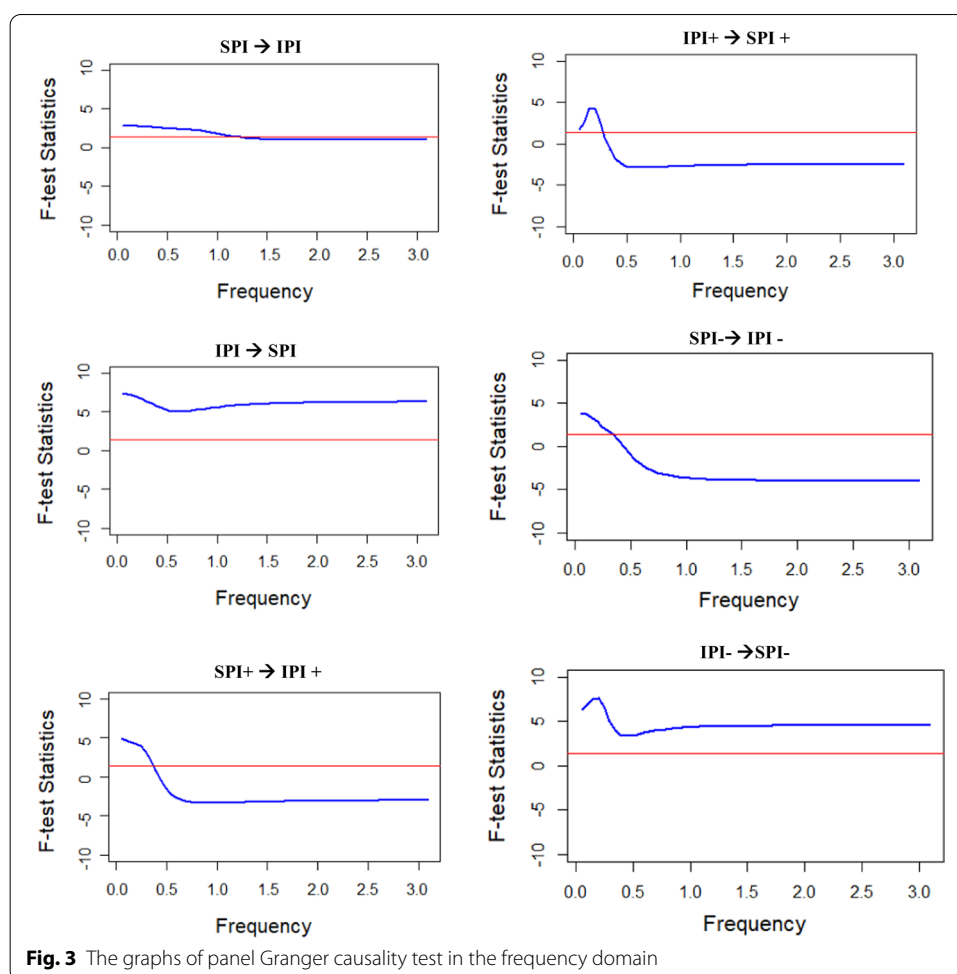 SPI → IPI
F-test Statistics
10
5
0
-5
-10
0.0 0.5 1.0 1.5 2.0 2.5 3.0
Frequency
IPI+ → SPI +
F-test Statistics
10
5
0
-5
-10
0.0 0.5 1.0 1.5 2.0 2.5 3.0
Frequency
IPI → SPI
F-test Statistics
10
5
0
-5
-10
0.0 0.5 1.0 1.5 2.0 2.5 3.0
Frequency
SPI-→ IPI -
F-test Statistics
10
5
0
-5
-10
0.0 0.5 1.0 1.5 2.0 2.5 3.0
Frequency
SPI+ → IPI +
F-test Statistics
10
5
0
-5
-10
0.0 0.5 1.0 1.5 2.0 2.5 3.0
Frequency
IPI- →SPI-
F-test Statistics
10
5
0
-5
-10
0.0 0.5 1.0 1.5 2.0 2.5 3.0
Frequency
Fig. 3 The graphs of panel Granger causality test in the frequency domain